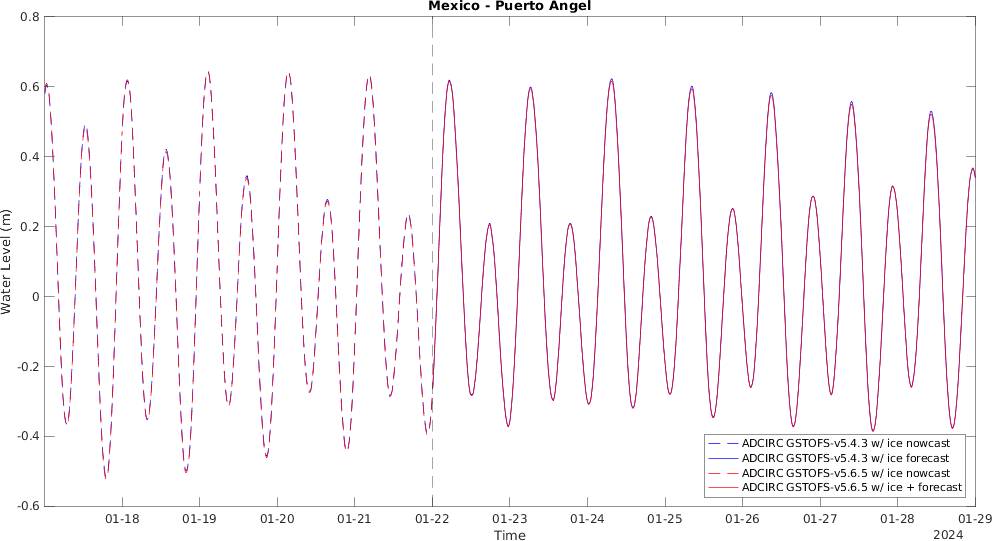 Mexico - Puerto Angel
0.8
0.6
0.4
0.2
0
-0.2
-0.4
-0.6
Water Level (m)
ADCIRC GSTOFS-v5.4.3 w/ ice nowcast
ADCIRC GSTOFS-v5.4.3 w/ ice forecast
ADCIRC GSTOFS-v5.6.5 w/ ice nowcast
ADCIRC GSTOFS-v5.6.5 w/ ice + forecast
01-18 01-19 01-20 01-21 01-22 01-23 01-24 01-25 01-26 01-27 01-28 01-29
Time
2024